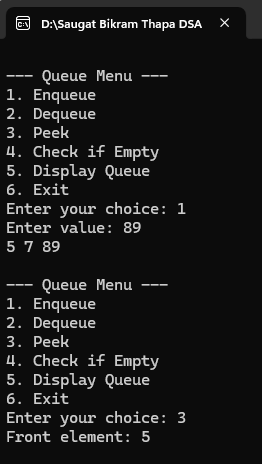 D:\Saugat Bikram Thapa DSA
--- Queue Menu ---
1. Enqueue
2. Dequeue
3. Peek
4. Check if Empty
5. Display Queue
6. Exit
Enter your choice: 1
Enter value: 89
5 7 89
--- Queue Menu ---
1. Enqueue
2. Dequeue
3. Peek
4. Check if Empty
5. Display Queue
6. Exit
Enter your choice: 3
Front element: 5